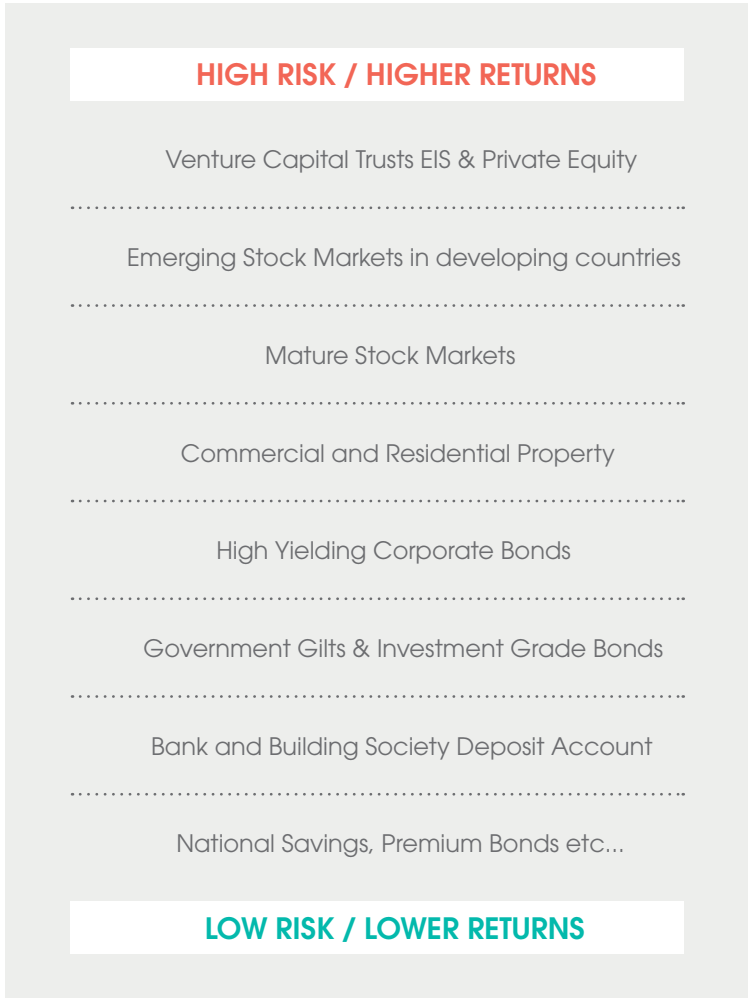 HIGH RISK / HIGHER RETURNS
Venture Capital Trusts EIS & Private Equity
Emerging Stock Markets in developing countries
Mature Stock Markets
Commercial and Residential Property
High Yielding Corporate Bonds
Government Gilts & Investment Grade Bonds
Bank and Building Society Deposit Account
National Savings, Premium Bonds etc...
LOW RISK / LOWER RETURNS